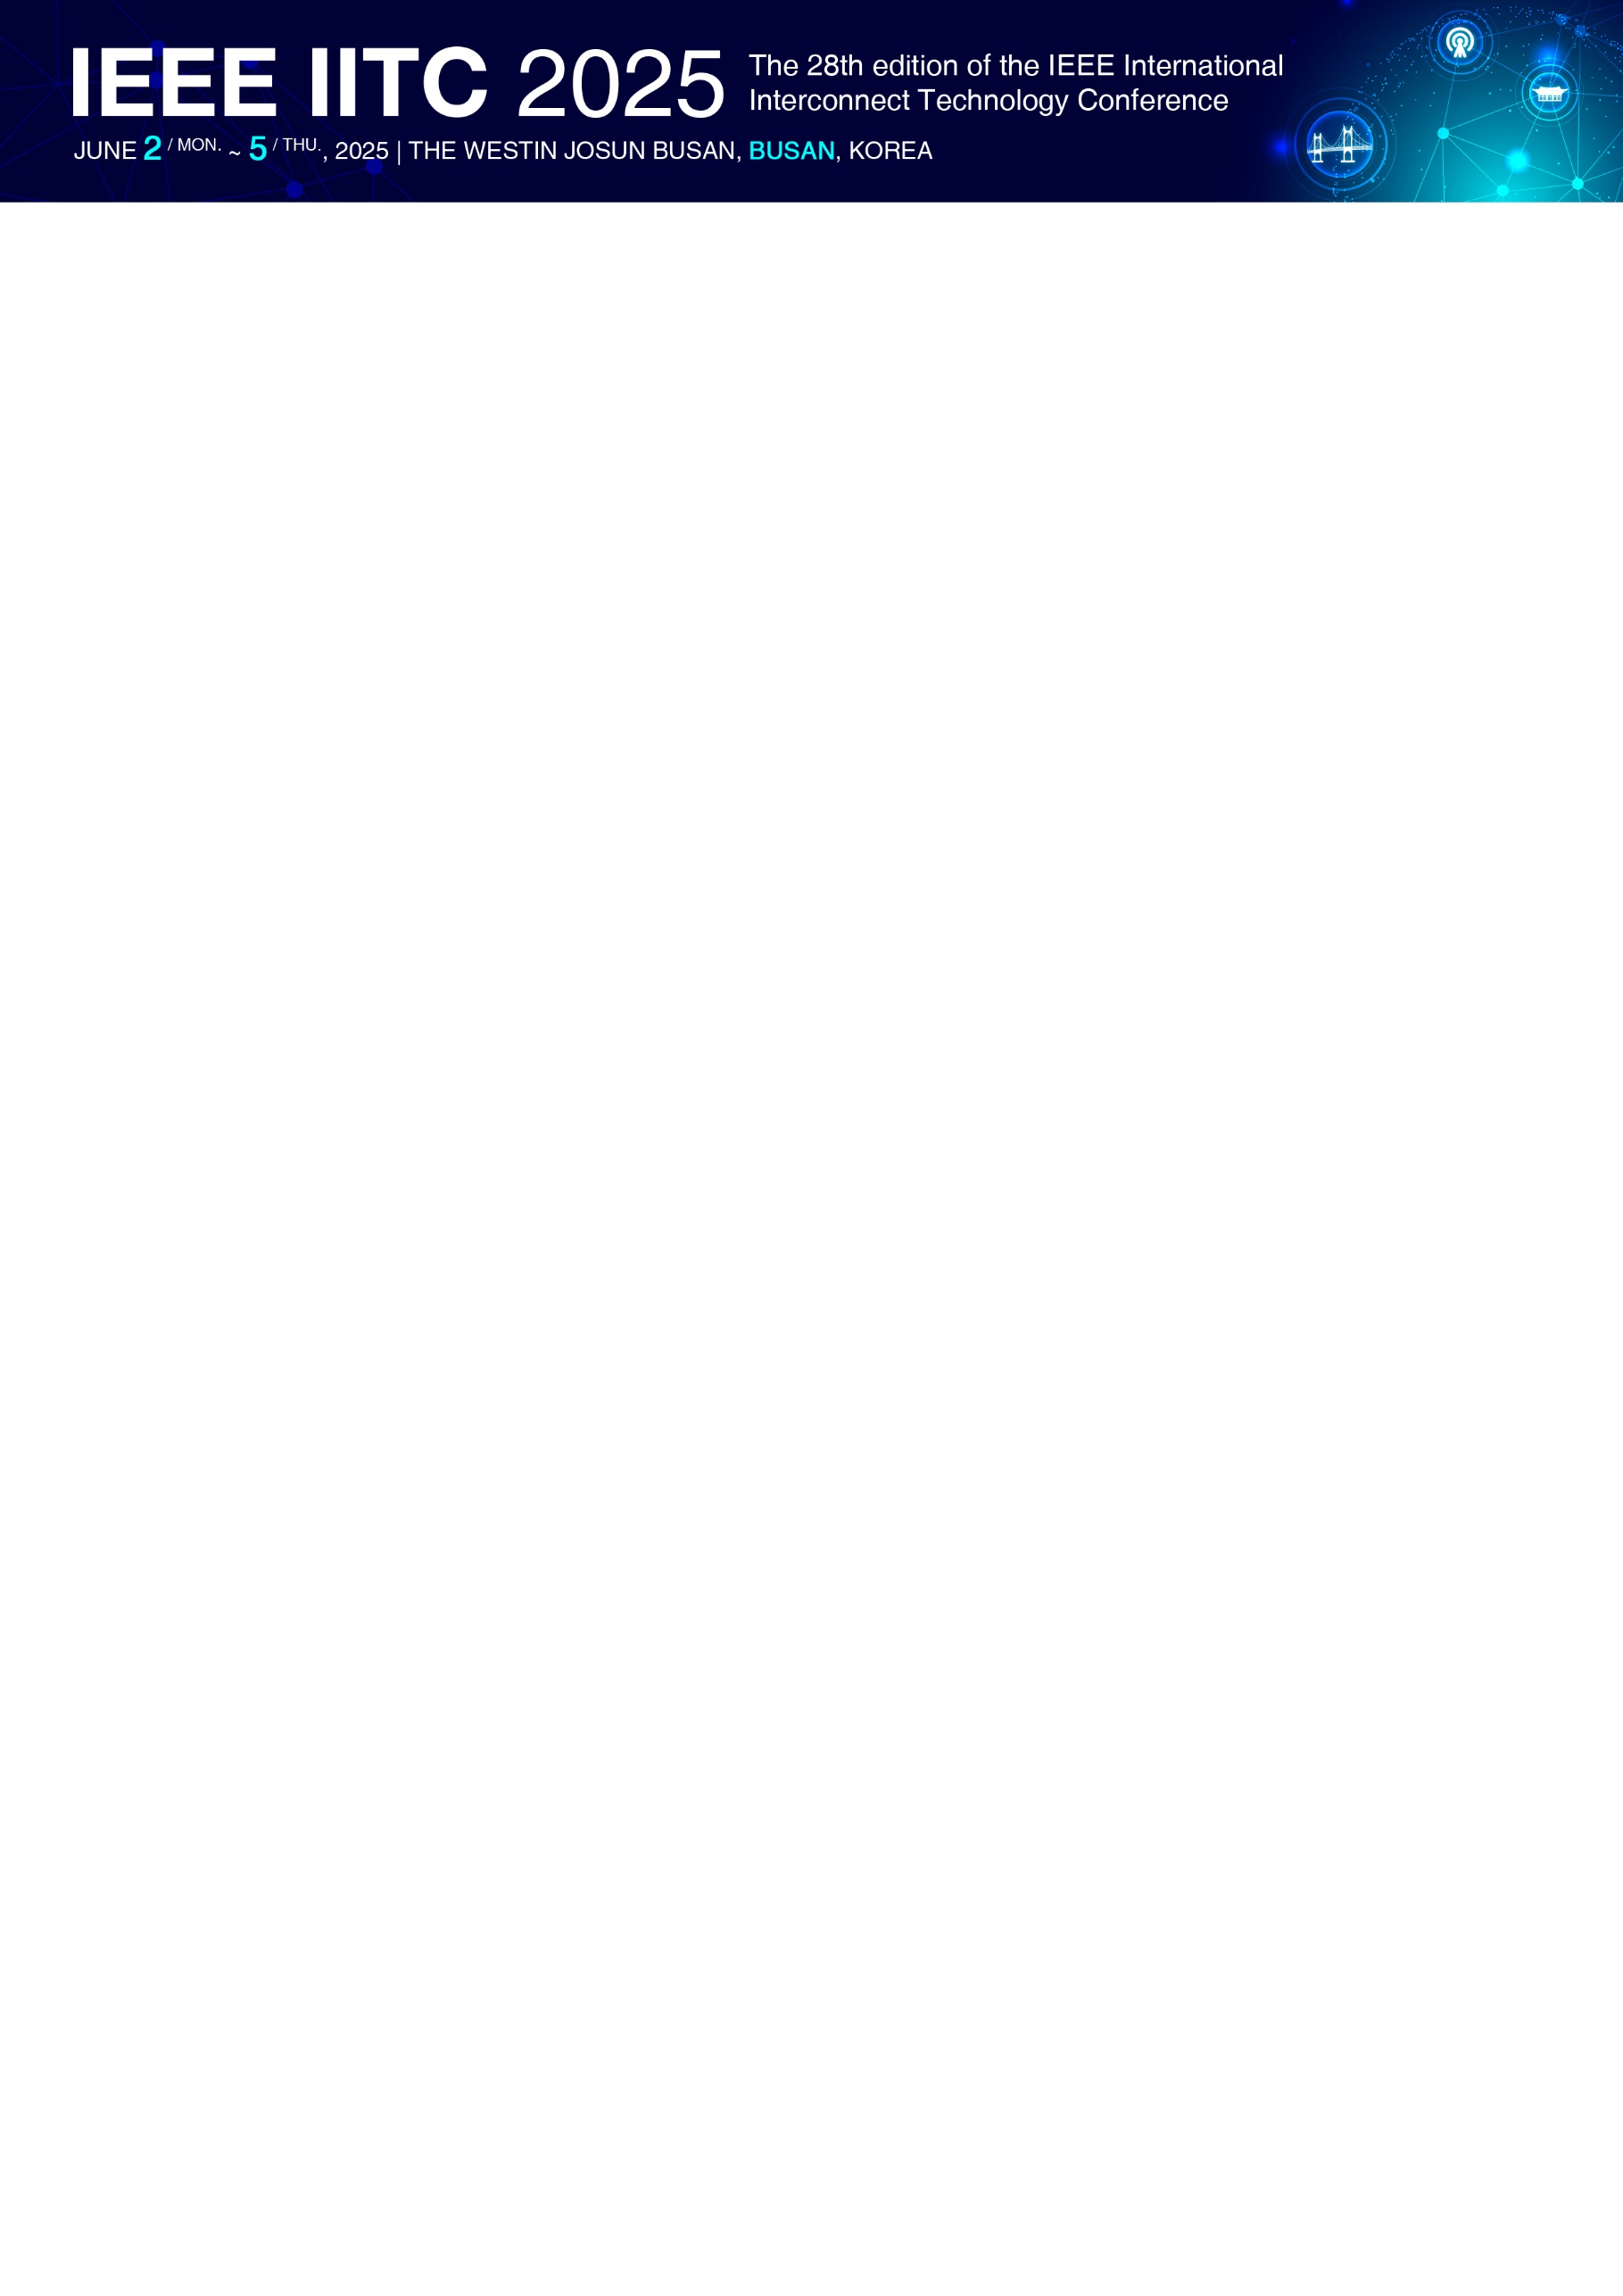 IEEE IITC 2025
The 28th edition of the IEEE International
Interconnect Technology Conference
JUNE 2 / MON. ~ 5 / THU., 2025 | THE WESTIN JOSUN BUSAN, BUSAN, KOREA